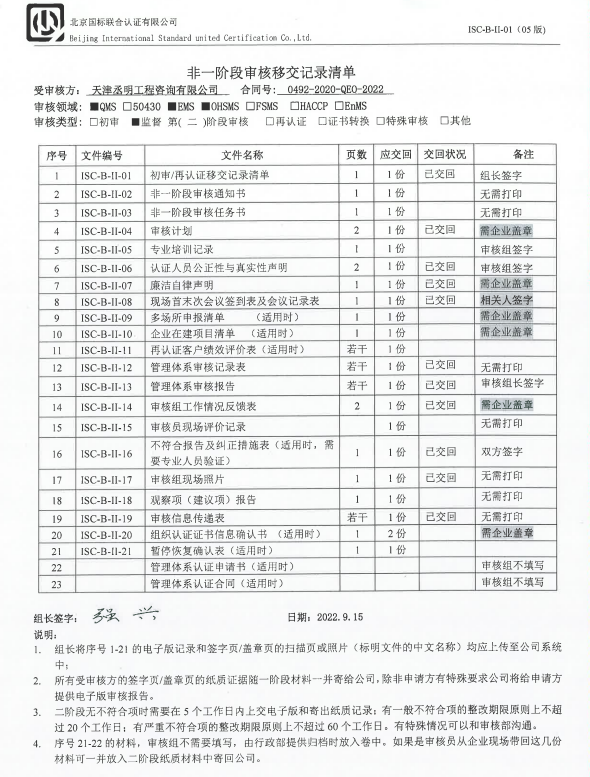 北京国标联合认证有限公司
Beijing International Standard united Certification Co.,Ltd.
ISC-B-II-01（05 版）
非一阶段审核移交记录清单
受审核方： 天津丞明工程咨询有限公司 合同号: 0492-2020-QEO-2022
审核领域: ■QMS □50430 ■EMS ■OHSMS □FSMS □HACCP □EnMS
审核类型: □初审 ■监督 第( 二 )阶段审核 □再认证 □证书转换 □特殊审核 □其他
序号 文件编号 文件名称 页数 应交回 交回状况 备注
1 ISC-B-II-01 初审/再认证移交记录清单 1 1 份 已交回 组长签字
2 ISC-B-II-02 非一阶段审核通知书 1 1 份 无需打印
3 ISC-B-II-03 非一阶段审核任务书 1 1 份 无需打印
4 ISC-B-II-04 审核计划 2 1 份 已交回 需企业盖章
5 ISC-B-II-05 专业培训记录 1 1 份 审核组签字
6 ISC-B-II-06 认证人员公正性与真实性声明 2 1 份 已交回 审核组签字
7 ISC-B-II-07 廉洁自律声明 1 1 份 已交回 需企业盖章
8 ISC-B-II-08 现场首末次会议签到表及会议记录表 1 1 份 已交回 相关人签字
9 ISC-B-II-09 多场所申报清单 （适用时） 1 1 份 需企业盖章
10 ISC-B-II-10 企业在建项目清单 （适用时） 1 1 份 需企业盖章
11 ISC-B-II-11 再认证客户绩效评价表（适用时） 若干 1 份
12 ISC-B-II-12 管理体系审核记录表 若干 1 份 已交回 无需打印
13 ISC-B-II-13 管理体系审核报告 若干 1 份 已交回 审核组长签字
14 ISC-B-II-14 审核组工作情况反馈表 2 1 份 已交回 需企业盖章
15 ISC-B-II-15 审核员现场评价记录 1 份 无需打印
16 ISC-B-II-16 不符合报告及纠正措施表（适用时，需
要专业人员验证） 1 1 份 已交回 双方签字
17 ISC-B-II-17 审核组现场照片 1 1 份 已交回 无需打印
18 ISC-B-II-18 观察项（建议项）报告 1 1 份 无需打印
19 ISC-B-II-19 审核信息传递表 若干 1 份 已交回 无需打印
20 ISC-B-II-20 组织认证证书信息确认书 （适用时） 1 2 份 需企业盖章
21 ISC-B-II-21 暂停恢复确认表（适用时） 1 1 份
22 管理体系认证申请书（适用时） 审核组不填写
23 管理体系认证合同（适用时） 审核组不填写
组长签字： 强 兴 日期： 2022.9.15
说明：
1. 组长将序号 1-21 的电子版记录和签字页/盖章页的扫描页或照片（标明文件的中文名称）均应上传至公司系统
中；
2. 所有受审核方的签字页/盖章页的纸质证据随一阶段材料一并寄给公司,除非申请方有特殊要求公司将给申请方
提供电子版审核报告。
3. 二阶段无不符合项时需要在 5 个工作日内上交电子版和寄出纸质记录；有一般不符合项的整改期限原则上不超
过 20 个工作日；有严重不符合项的整改期限原则上不超过 60 个工作日。有特殊情况可以和审核部沟通。
4. 序号 21-22 的材料，审核组不需要填写，由行政部提供归档时放入卷中。如果是审核员从企业现场带回这几份
材料可一并放入二阶段纸质材料中寄回公司。